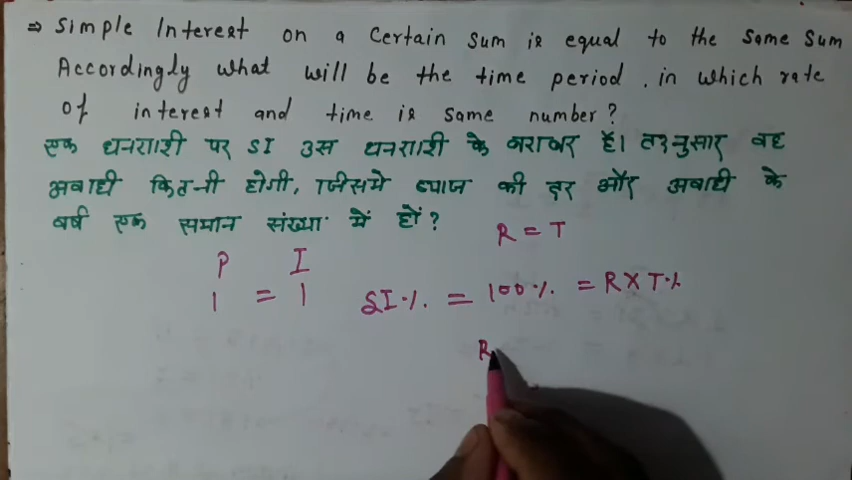 ⇒ Simple Interest on a certain sum is equal to the same sum
Accordingly what will be the time period . in which rate
of interest and time is same number?
एक धनराशी पर SI उस धनराशी के बराबर है। तदनुसार वह
अवाधी कितनी होगी, जिसमे ब्याज की दर और अवाधी के
वर्ष एक समान संख्या में हों?
R = T
P I
1 = 1 SI% = 100% = R×T%
R